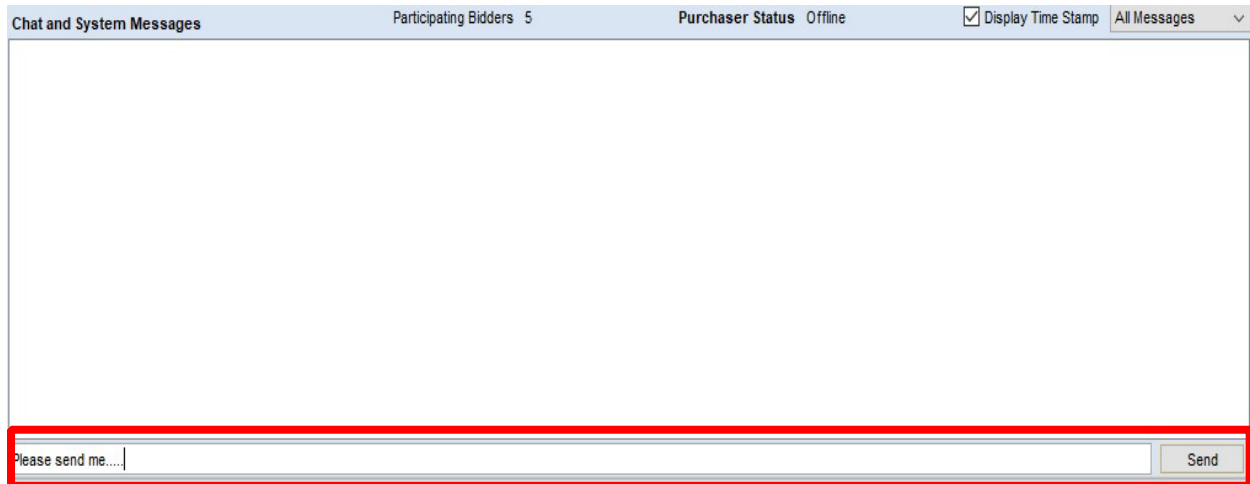 Chat and System Messages Participating Bidders 5 Purchaser Status Offline Display Time Stamp All Messages
Please send me..... Send